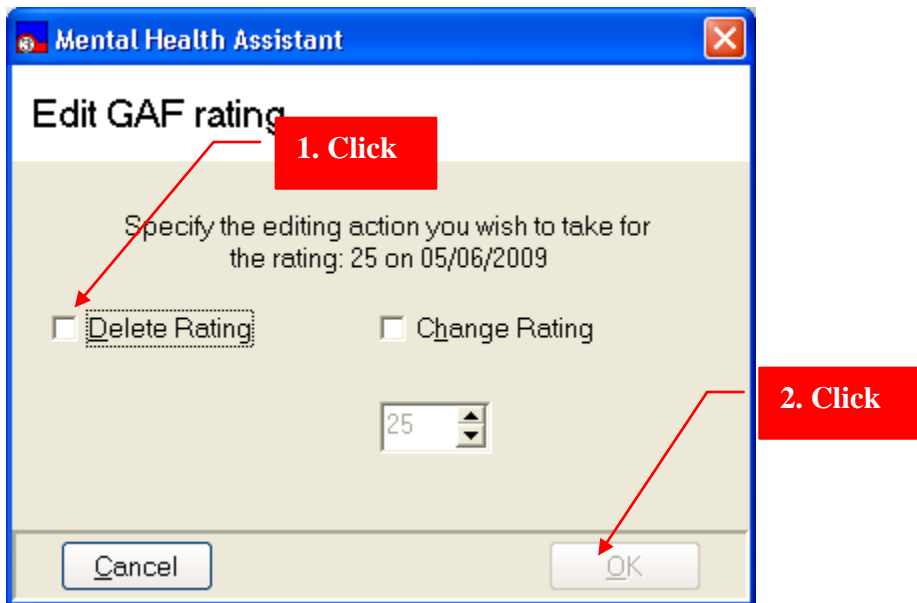 Mental Health Assistant
Edit GAF rating
1. Click
Specify the editing action you wish to take for
the rating: 25 on 05/06/2009
Delete Rating
Change Rating
25
2. Click
Cancel
OK